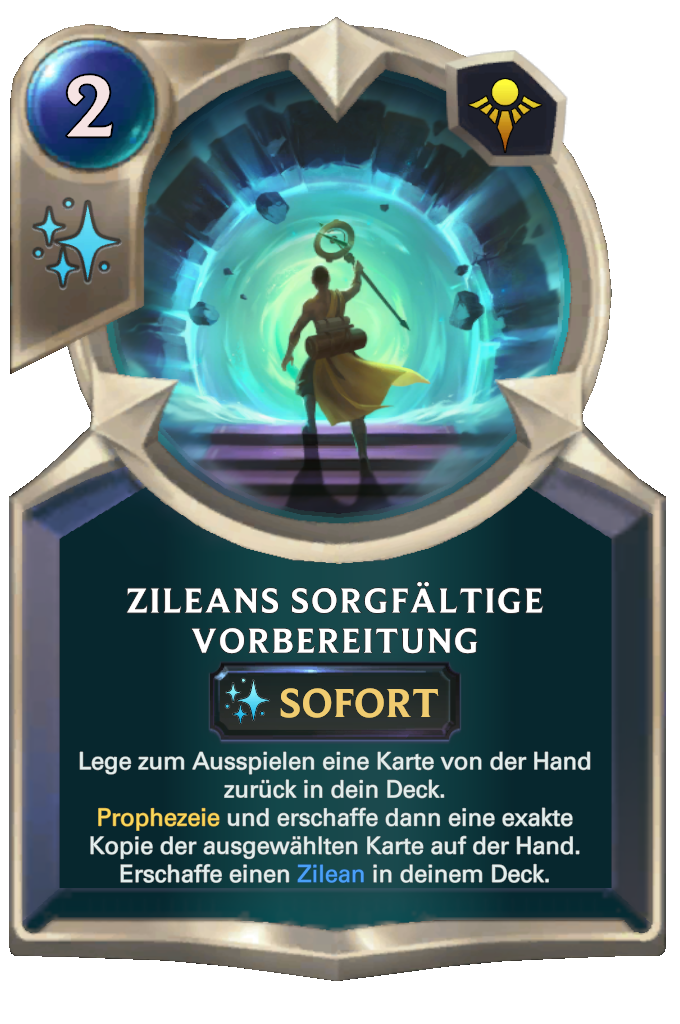 2
ZILEANS SORGFÄLTIGE
VORBEREITUNG
SOFORT
Lege zum Ausspielen eine Karte von der Hand
zurück in dein Deck.
Prophezeie und erschaffe dann eine exakte
Kopie der ausgewählten Karte auf der Hand.
Erschaffe einen Zilean in deinem Deck.